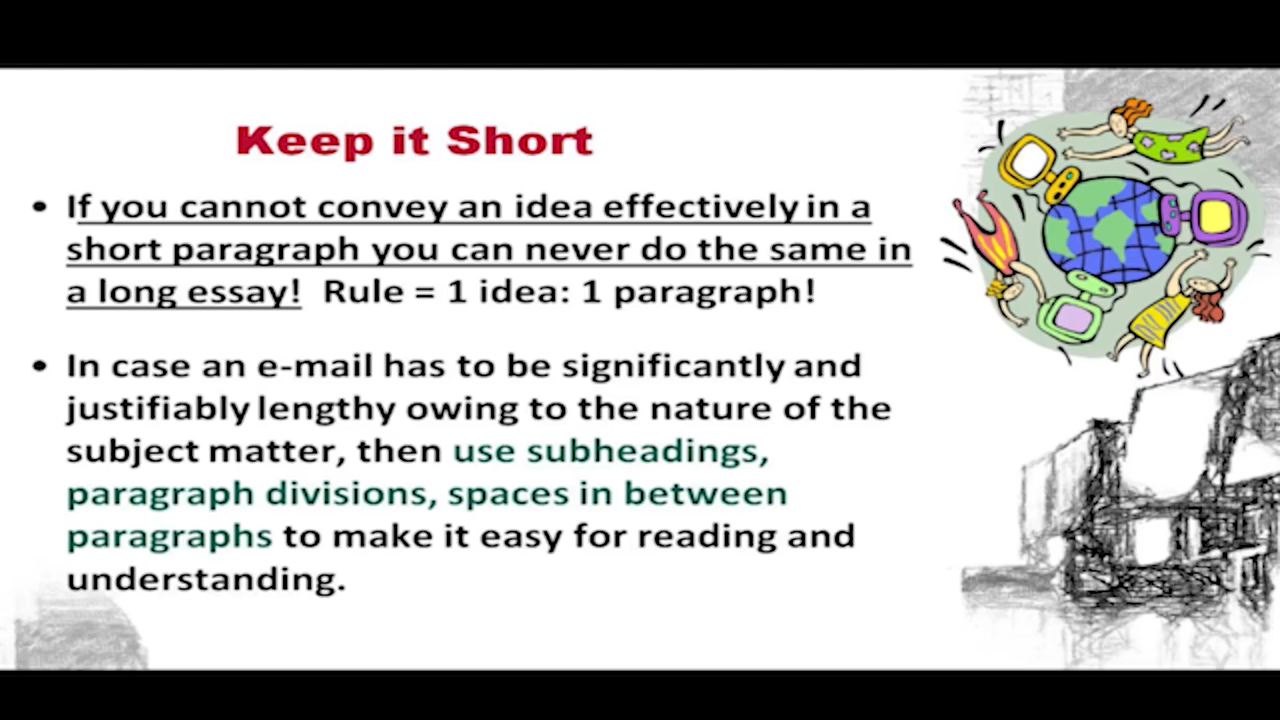 Keep it Short
• If you cannot convey an idea effectively in a
short paragraph you can never do the same in
a long essay! Rule = 1 idea: 1 paragraph!
• In case an e-mail has to be significantly and
justifiably lengthy owing to the nature of the
subject matter, then use subheadings,
paragraph divisions, spaces in between
paragraphs to make it easy for reading and
understanding.